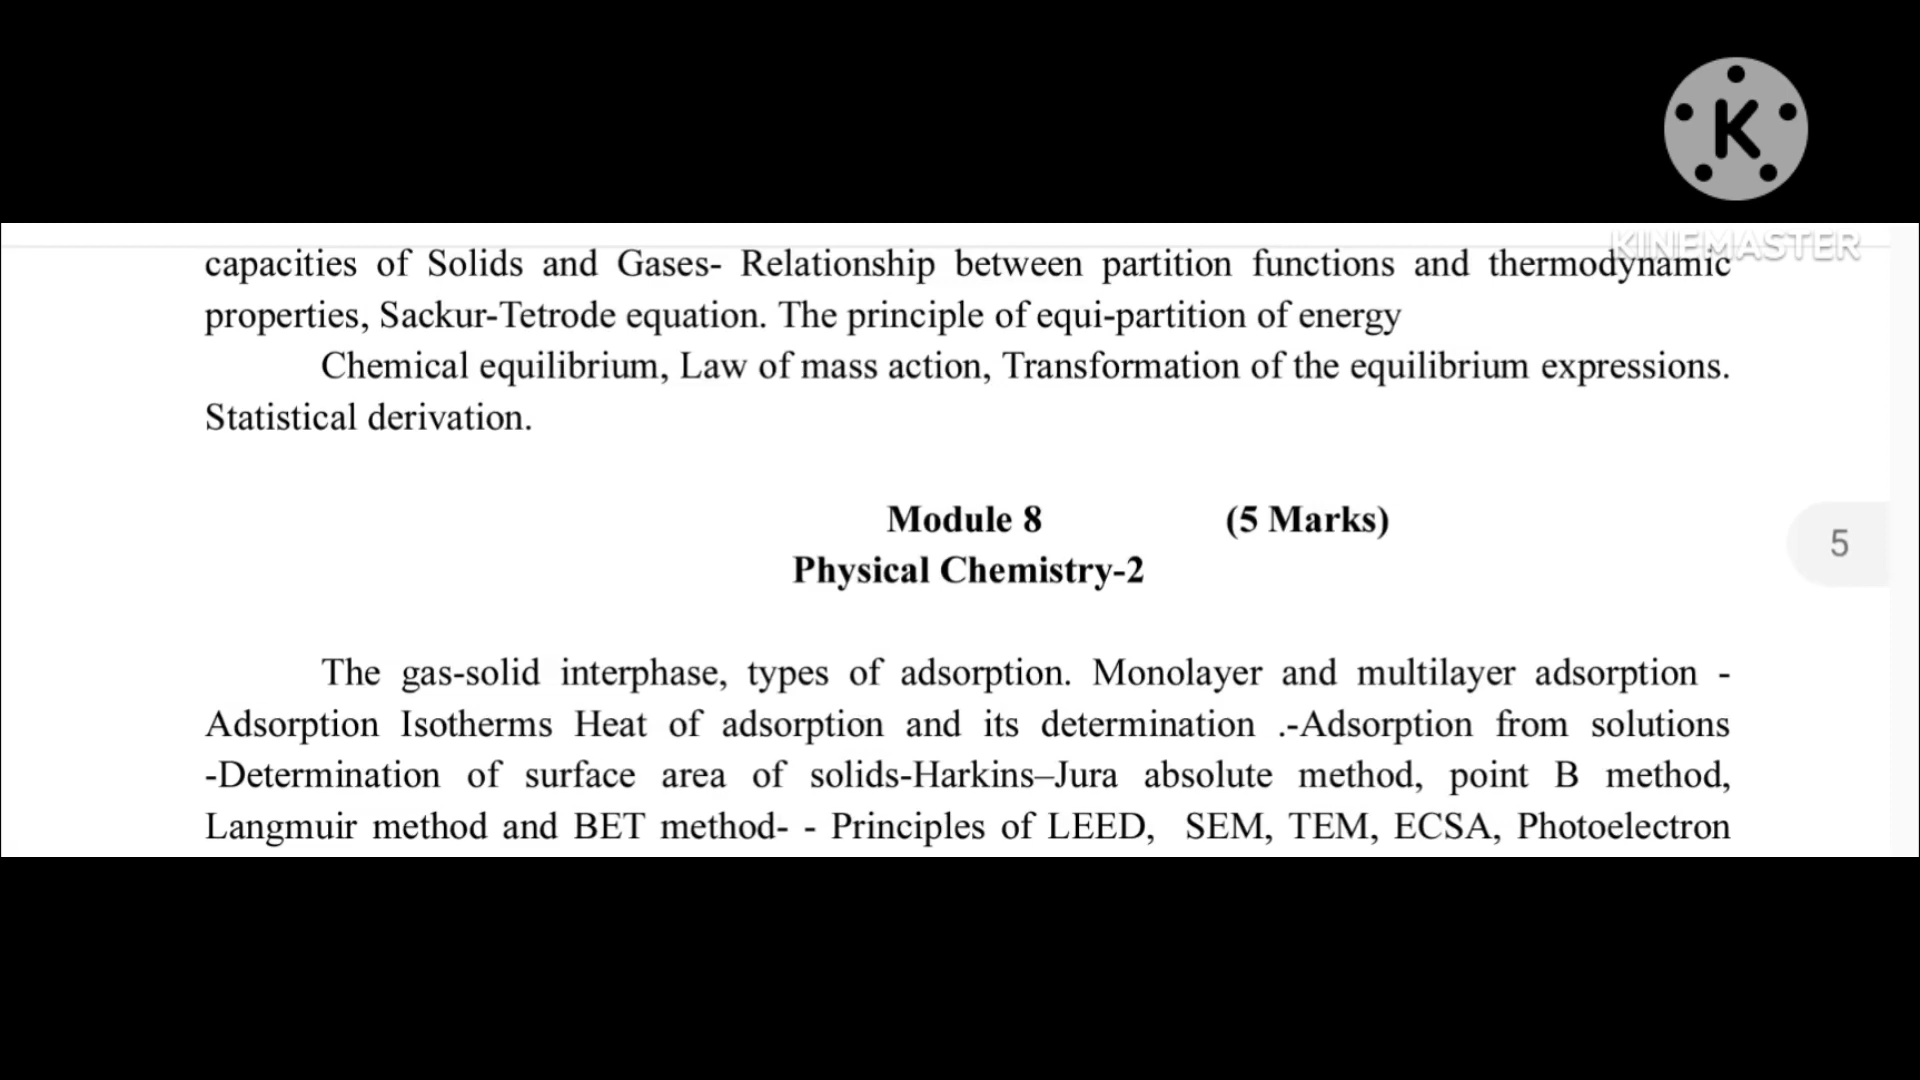 K
KINEMASTER
capacities of Solids and Gases- Relationship between partition functions and thermodynamic
properties, Sackur-Tetrode equation. The principle of equi-partition of energy
Chemical equilibrium, Law of mass action, Transformation of the equilibrium expressions.
Statistical derivation.
Module 8 (5 Marks)
5
Physical Chemistry-2
The gas-solid interphase, types of adsorption. Monolayer and multilayer adsorption -
Adsorption Isotherms Heat of adsorption and its determination .-Adsorption from solutions
-Determination of surface area of solids-Harkins–Jura absolute method, point B method,
Langmuir method and BET method- - Principles of LEED, SEM, TEM, ECSA, Photoelectron